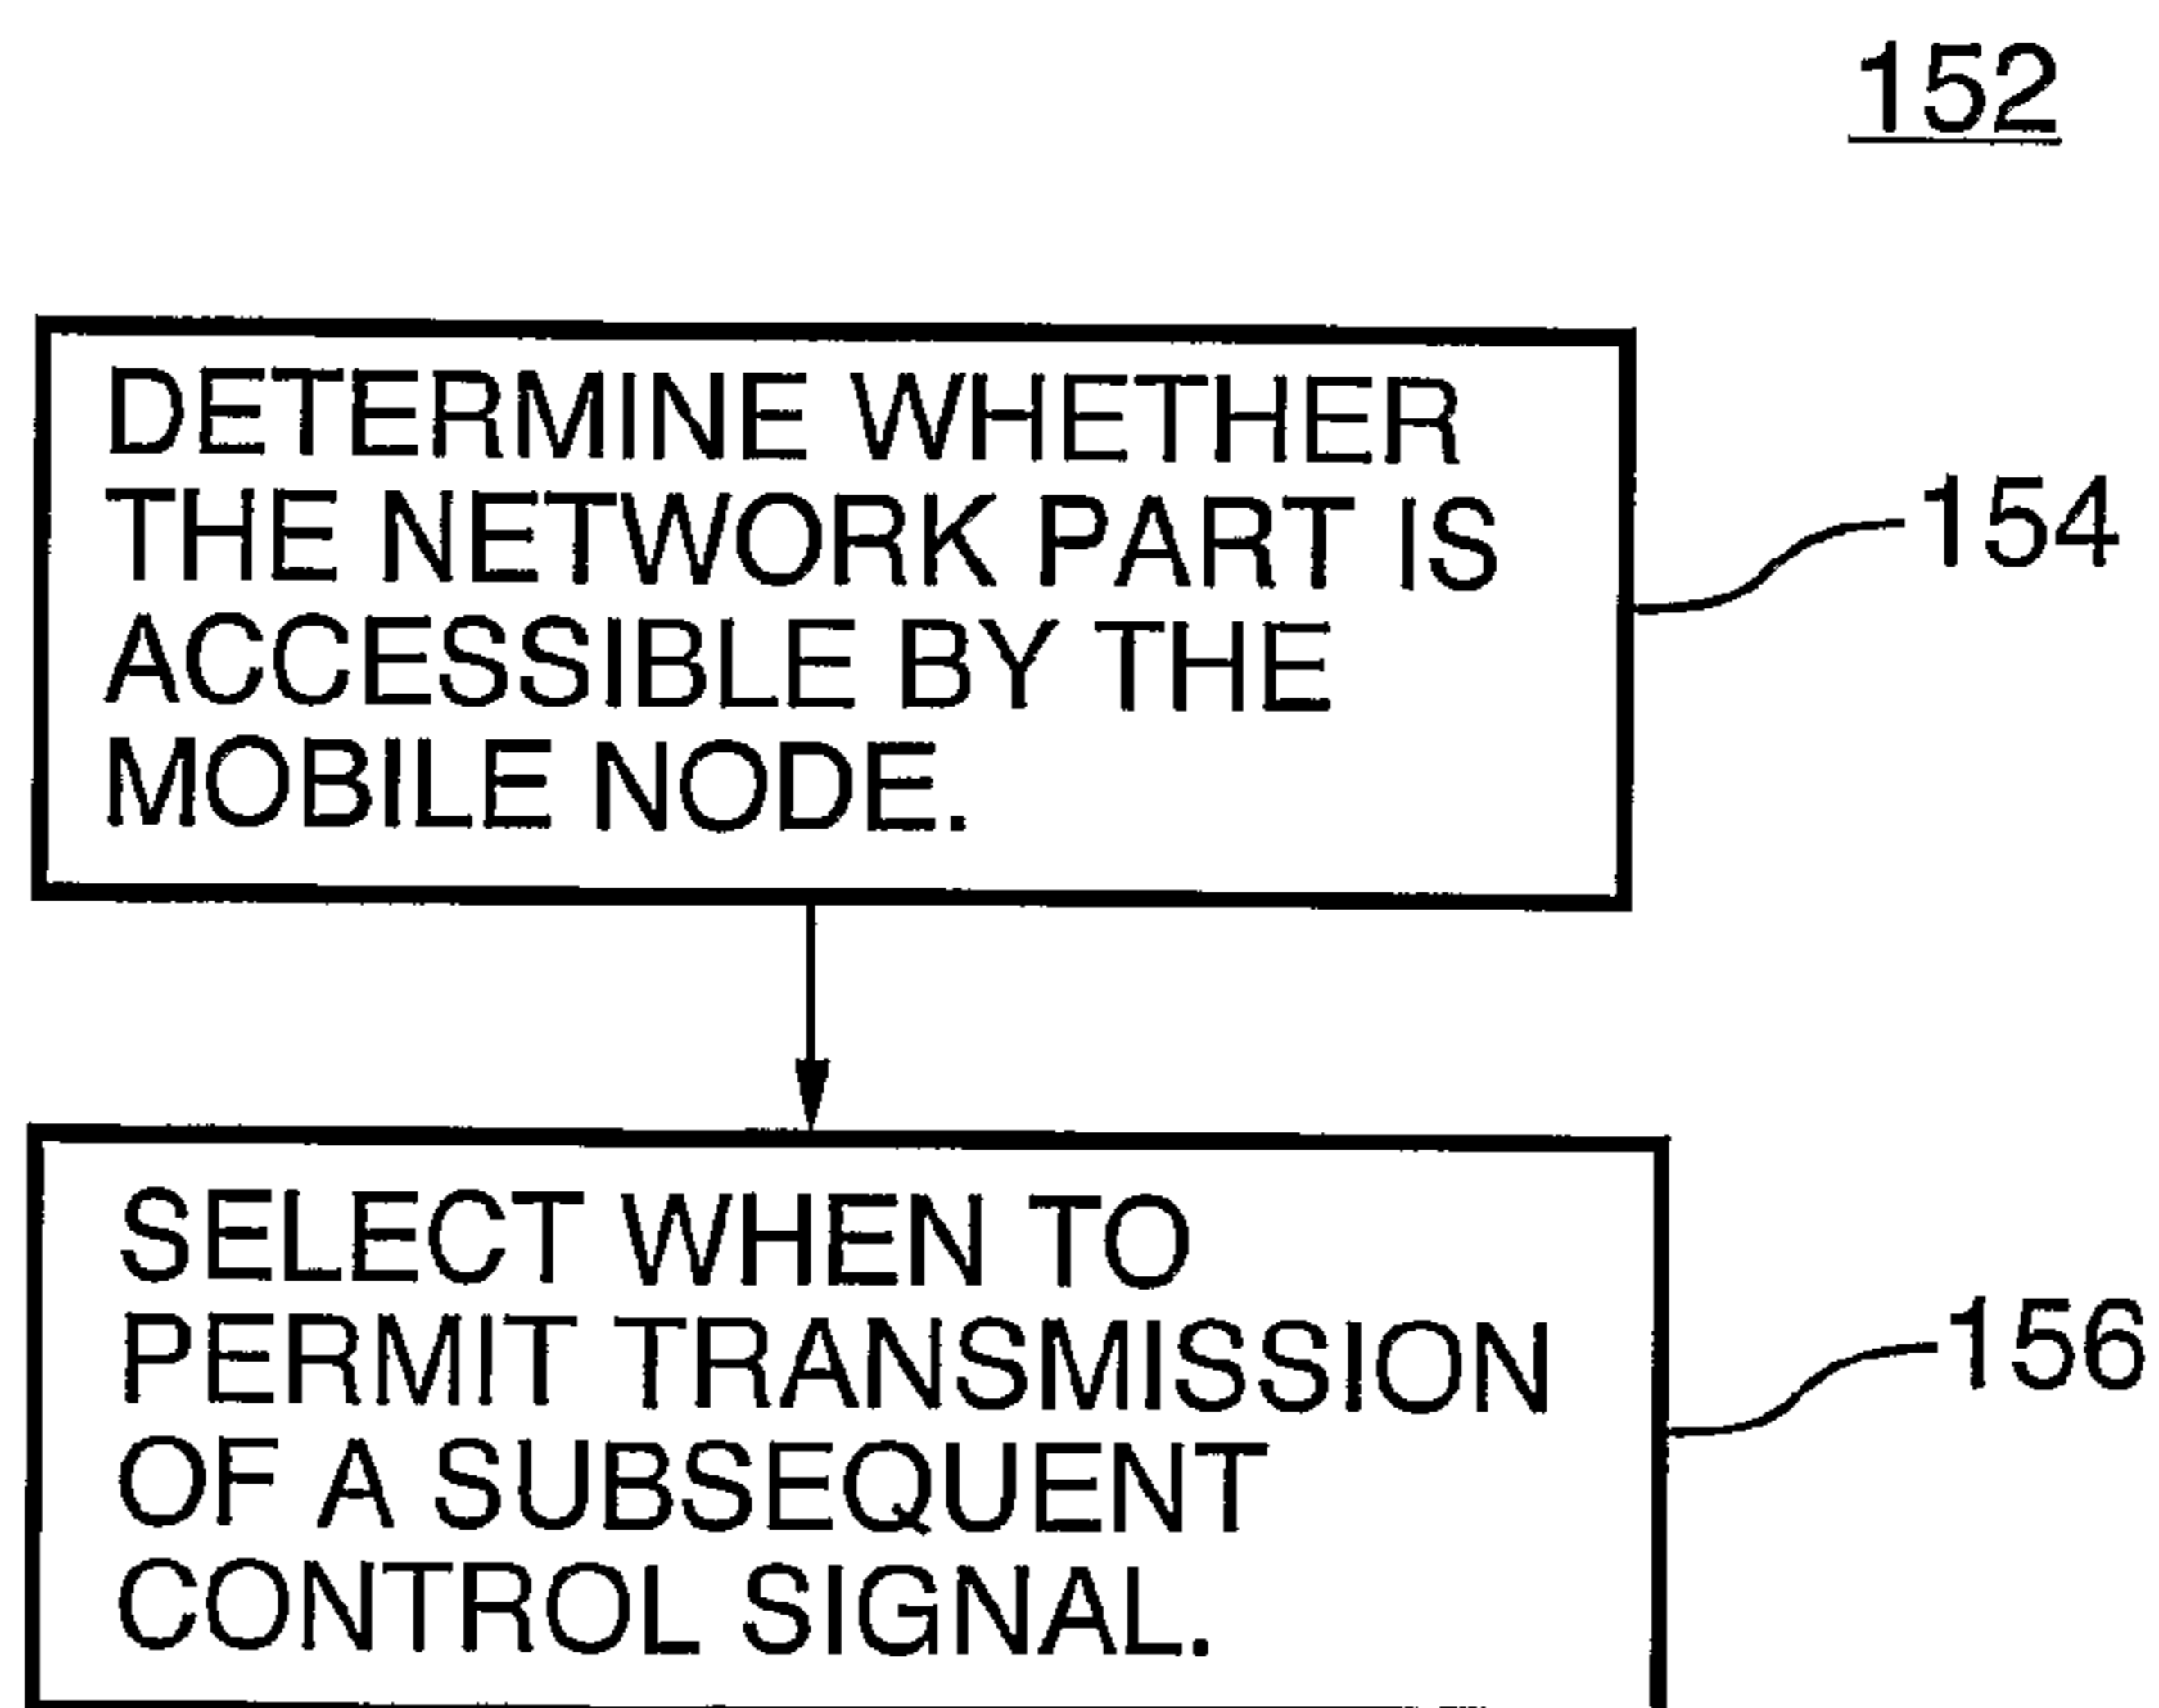 152
DETERMINE WHETHER
THE NETWORK PART IS
ACCESSIBLE BY THE
MOBILE NODE.
154
SELECT WHEN TO
PERMIT TRANSMISSION
OF A SUBSEQUENT
CONTROL SIGNAL.
156